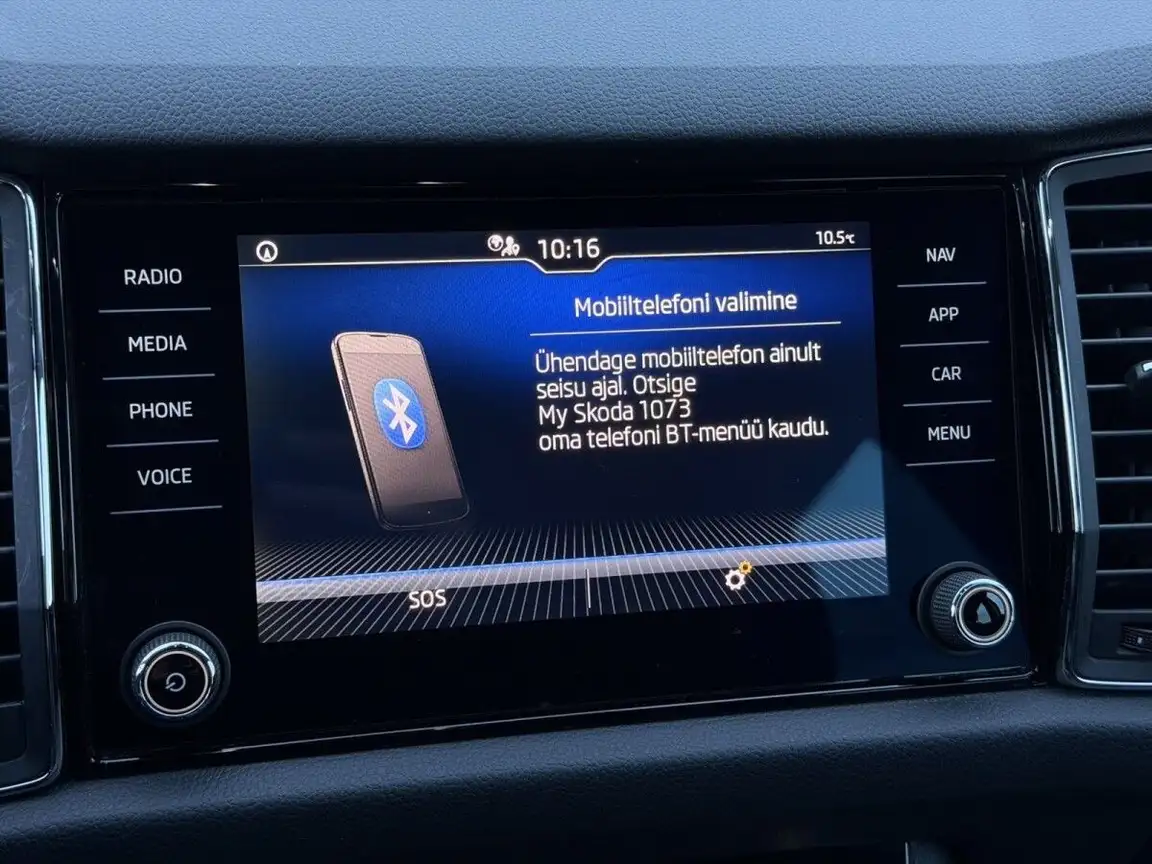 10:16
10.5°C
RADIO
MEDIA
PHONE
VOICE
Mobiiltelefoni valimine
Ühendage mobiiltelefon ainult
seisu ajal. Otsige
My Skoda 1073
oma telefoni BT-menüü kaudu.
SOS
NAV
APP
CAR
MENU